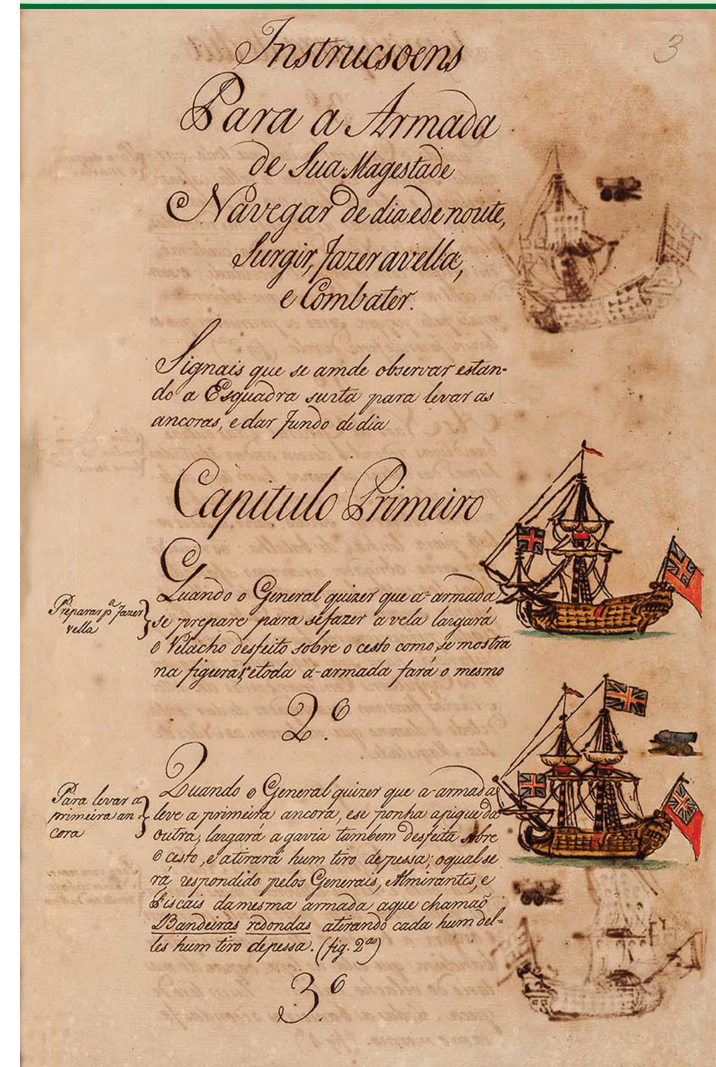 3
Instrucsoens
Para a Armada
de Sua Magestade
Navegar de dia e de noute,
Surgir, fazer a vella,
e Combater.
Signais que se amde observar estan-
do a Esquadra surta para levar as
ancoras, e dar fundo de dia
Capitulo Primeiro
Preparar pª fazer
vella
Quando o General quizer que a-armada
se prepare para se fazer a vela largará
o Velacho desfeito sobre o cesto como se mostra
na figura e toda a-armada fará o mesmo
2.º
Para levar a
primeira an
cora
Quando o General quizer que a-armada
leve a primeira ancora, e se ponha a pique da
outra, largará a gavia tambem desfeita sobre
o cesto, e atirará hum tiro de pessa; o qual se
rá respondido pelos Generais, Almirantes, e
Fiscais da mesma armada a que chamaõ
Bandeiras redondas atirando cada hum del-
les hum tiro de pessa. (fig. 2ª)
3.º